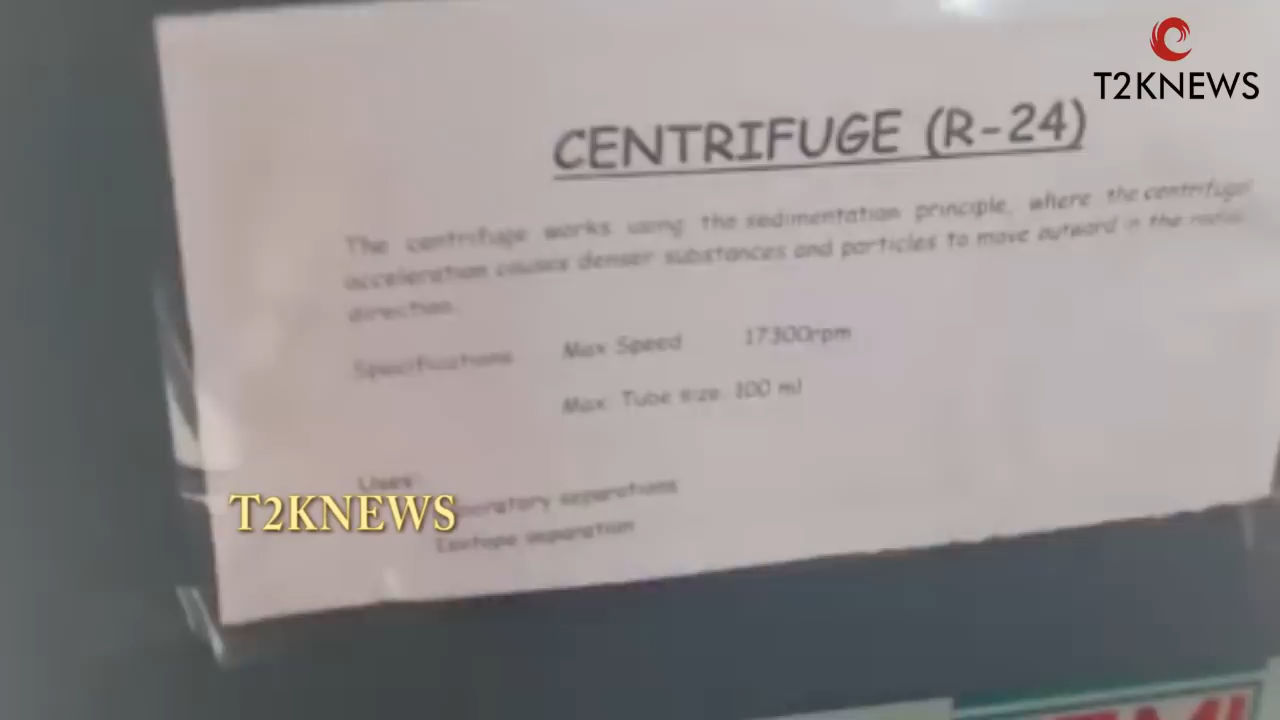 T2KNEWS
CENTRIFUGE (R-24)
The centrifuge works using the sedimentation principle, where the centrifugal
acceleration causes denser substances and particles to move outward in the radial
direction.
Specifications Max Speed 17300rpm
Max. Tube size. 100 ml
Uses:
T2KNEWS separations
Isotope separation